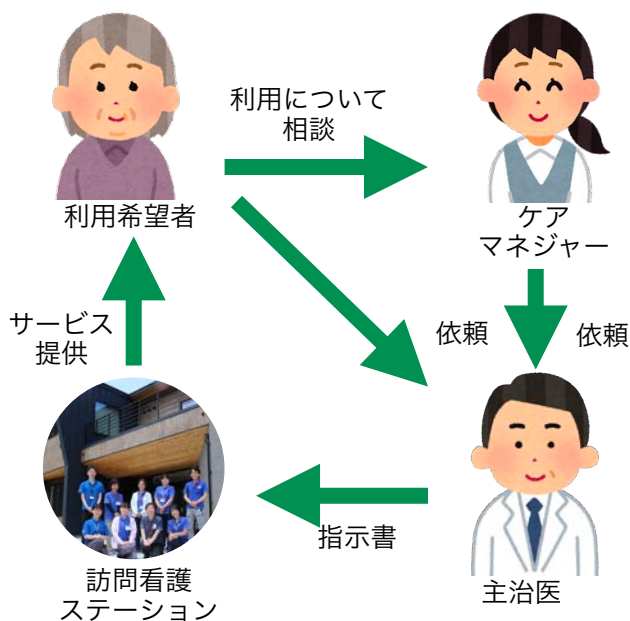 利用について
相談
利用希望者
ケア
マネジャー
サービス
提供
依頼
依頼
指示書
訪問看護
ステーション
主治医